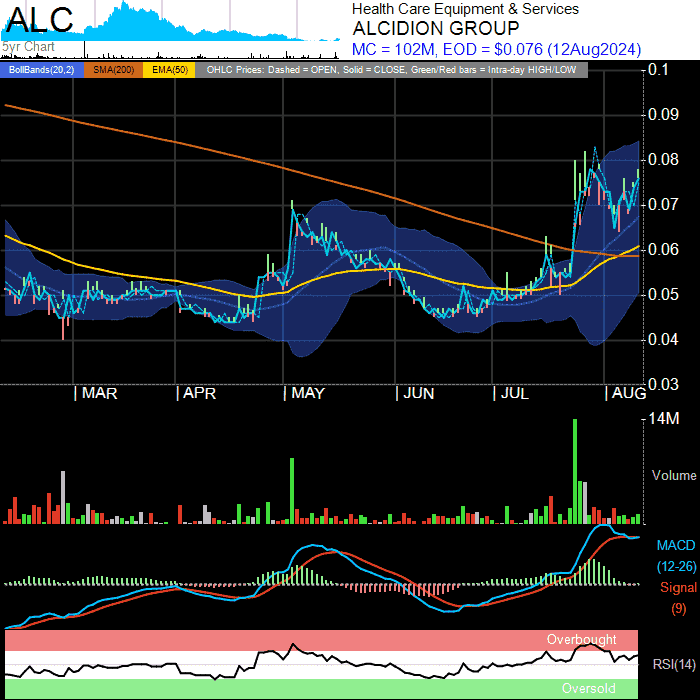 ALC
5yr Chart
Health Care Equipment & Services
ALCIDION GROUP
MC = 102M, EOD = $0.076 (12Aug2024)
BollBands(20,2) SMA(200) EMA(50) OHLC Prices: Dashed = OPEN, Solid = CLOSE, Green/Red bars = Intra-day HIGH/LOW
0.1
0.09
0.08
0.07
0.06
0.05
0.04
0.03
MAR APR MAY JUN JUL AUG
14M
Volume
MACD
(12-26)
Signal
(9)
Overbought
RSI(14)
Oversold